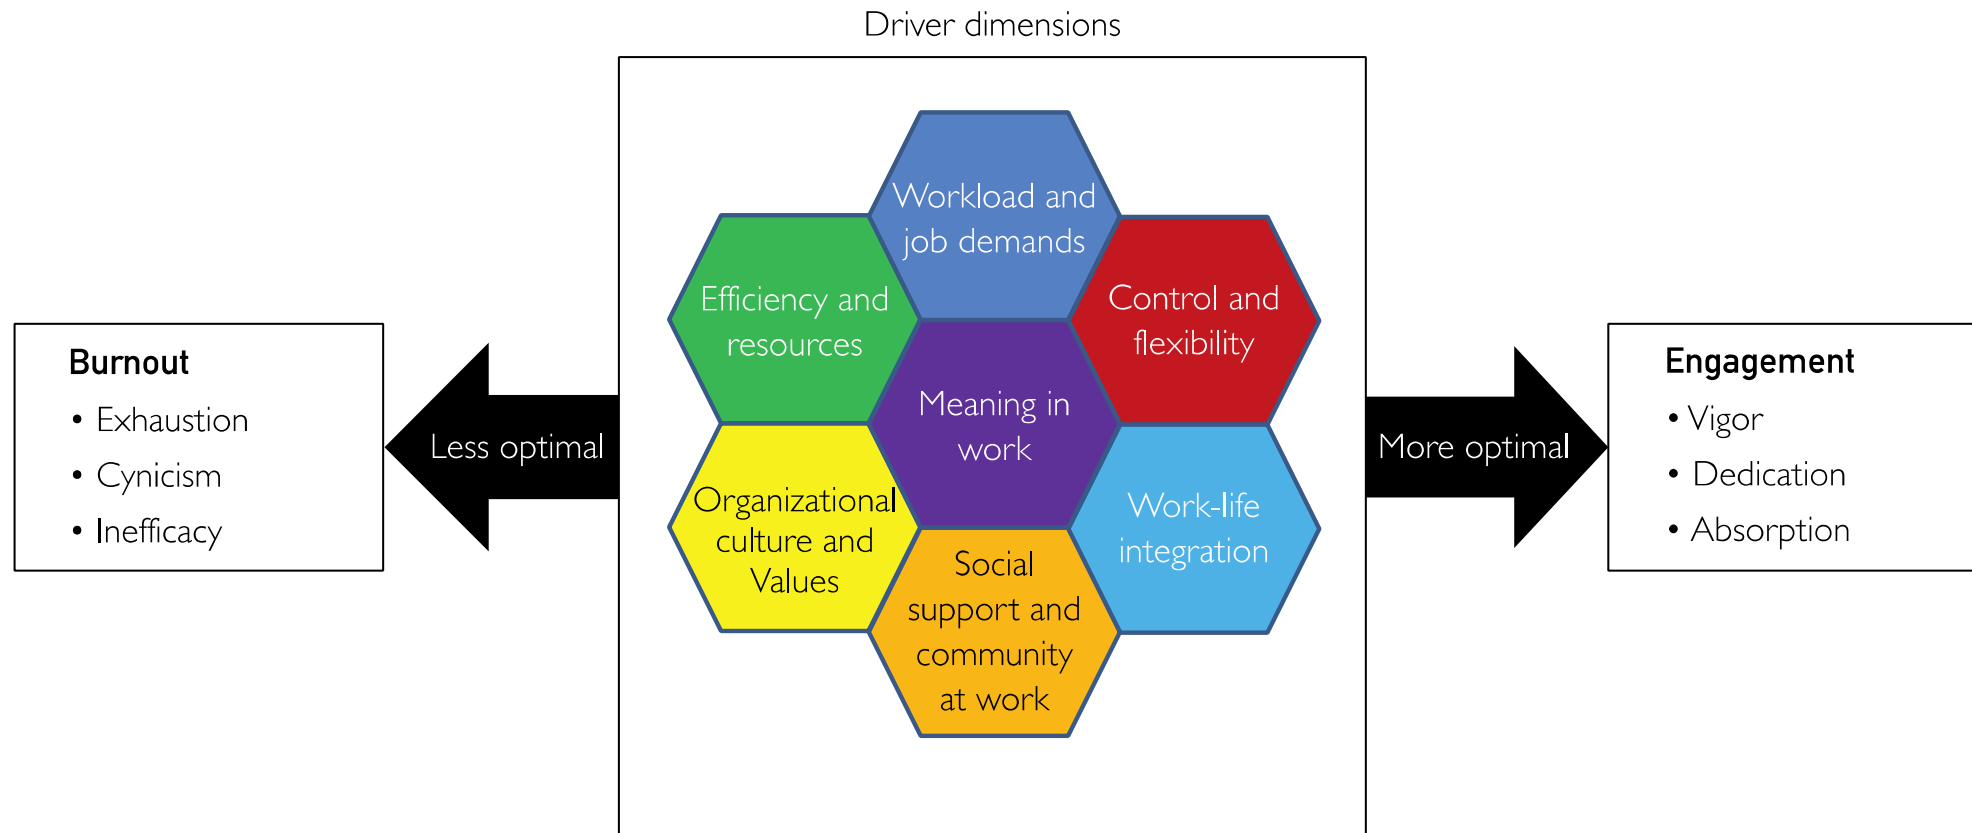 Driver dimensions
Workload and
job demands
Efficiency and
resources
Control and
flexibility
Meaning in
work
Organizational
culture and
Values
Work-life
integration
Social
support and
community
at work
Burnout
• Exhaustion
• Cynicism
• Inefficacy
Less optimal
More optimal
Engagement
• Vigor
• Dedication
• Absorption